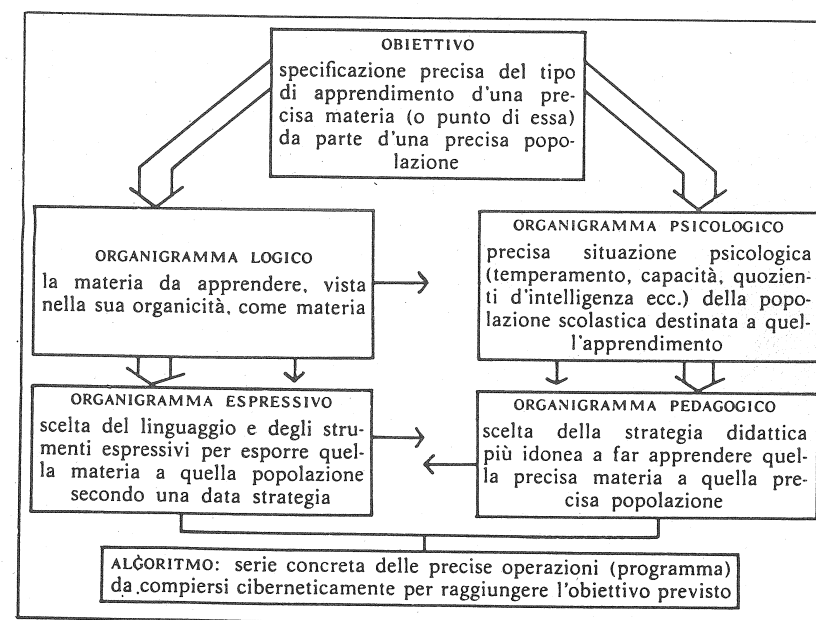 OBIETTIVO
specificazione precisa del tipo
di apprendimento d'una pre-
cisa materia (o punto di essa)
da parte d'una precisa popo-
lazione
ORGANIGRAMMA LOGICO
la materia da apprendere, vista
nella sua organicità, come materia
ORGANIGRAMMA PSICOLOGICO
precisa situazione psicologica
(temperamento, capacità, quozien-
ti d'intelligenza ecc.) della popo-
lazione scolastica destinata a quel-
l'apprendimento
ORGANIGRAMMA ESPRESSIVO
scelta del linguaggio e degli stru-
menti espressivi per esporre quel-
la materia a quella popolazione
secondo una data strategia
ORGANIGRAMMA PEDAGOGICO
scelta della strategia didattica
più idonea a far apprendere quel-
la precisa materia a quella pre-
cisa popolazione
ALGORITMO: serie concreta delle precise operazioni (programma)
da compiersi ciberneticamente per raggiungere l'obiettivo previsto